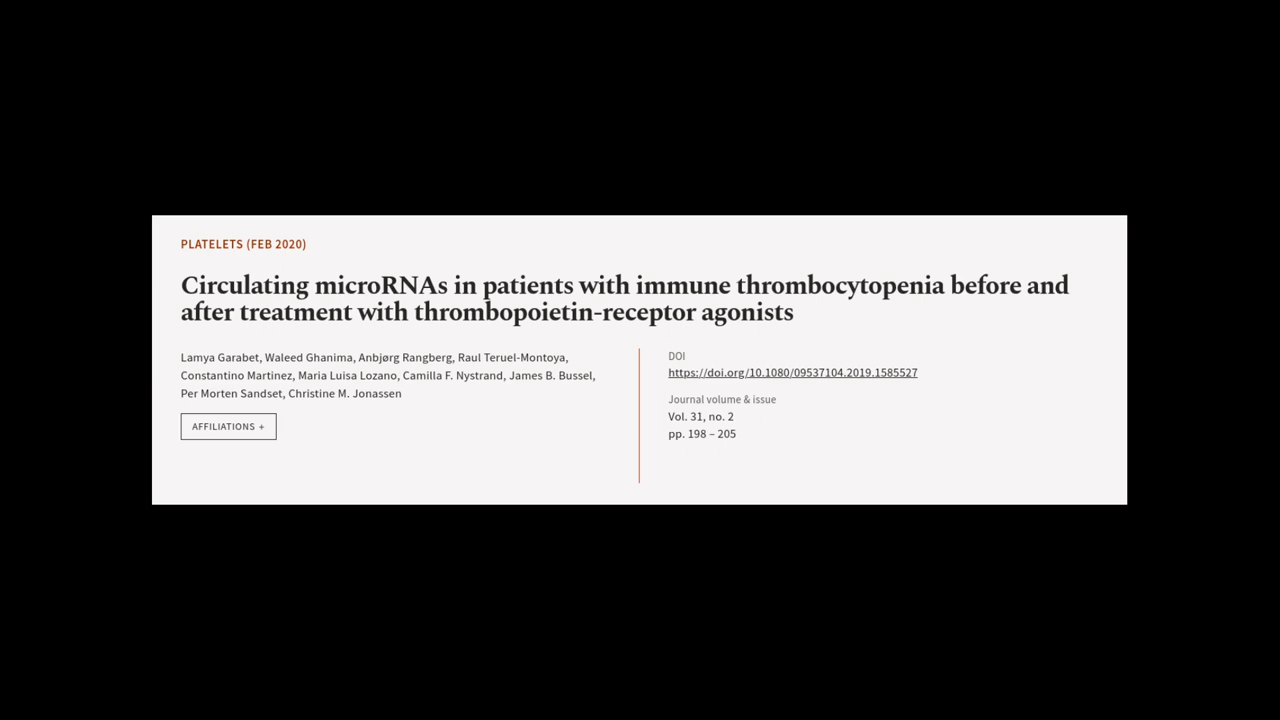 PLATELETS (FEB 2020)
Circulating microRNAs in patients with immune thrombocytopenia before and
after treatment with thrombopoietin-receptor agonists
Lamya Garabet, Waleed Ghanima, Anbjørg Rangberg, Raul Teruel-Montoya,
Constantino Martinez, Maria Luisa Lozano, Camilla F. Nystrand, James B. Bussel,
Per Morten Sandset, Christine M. Jonassen
AFFILIATIONS +
DOI
https://doi.org/10.1080/09537104.2019.1585527
Journal volume & issue
Vol. 31, no. 2
pp. 198 – 205